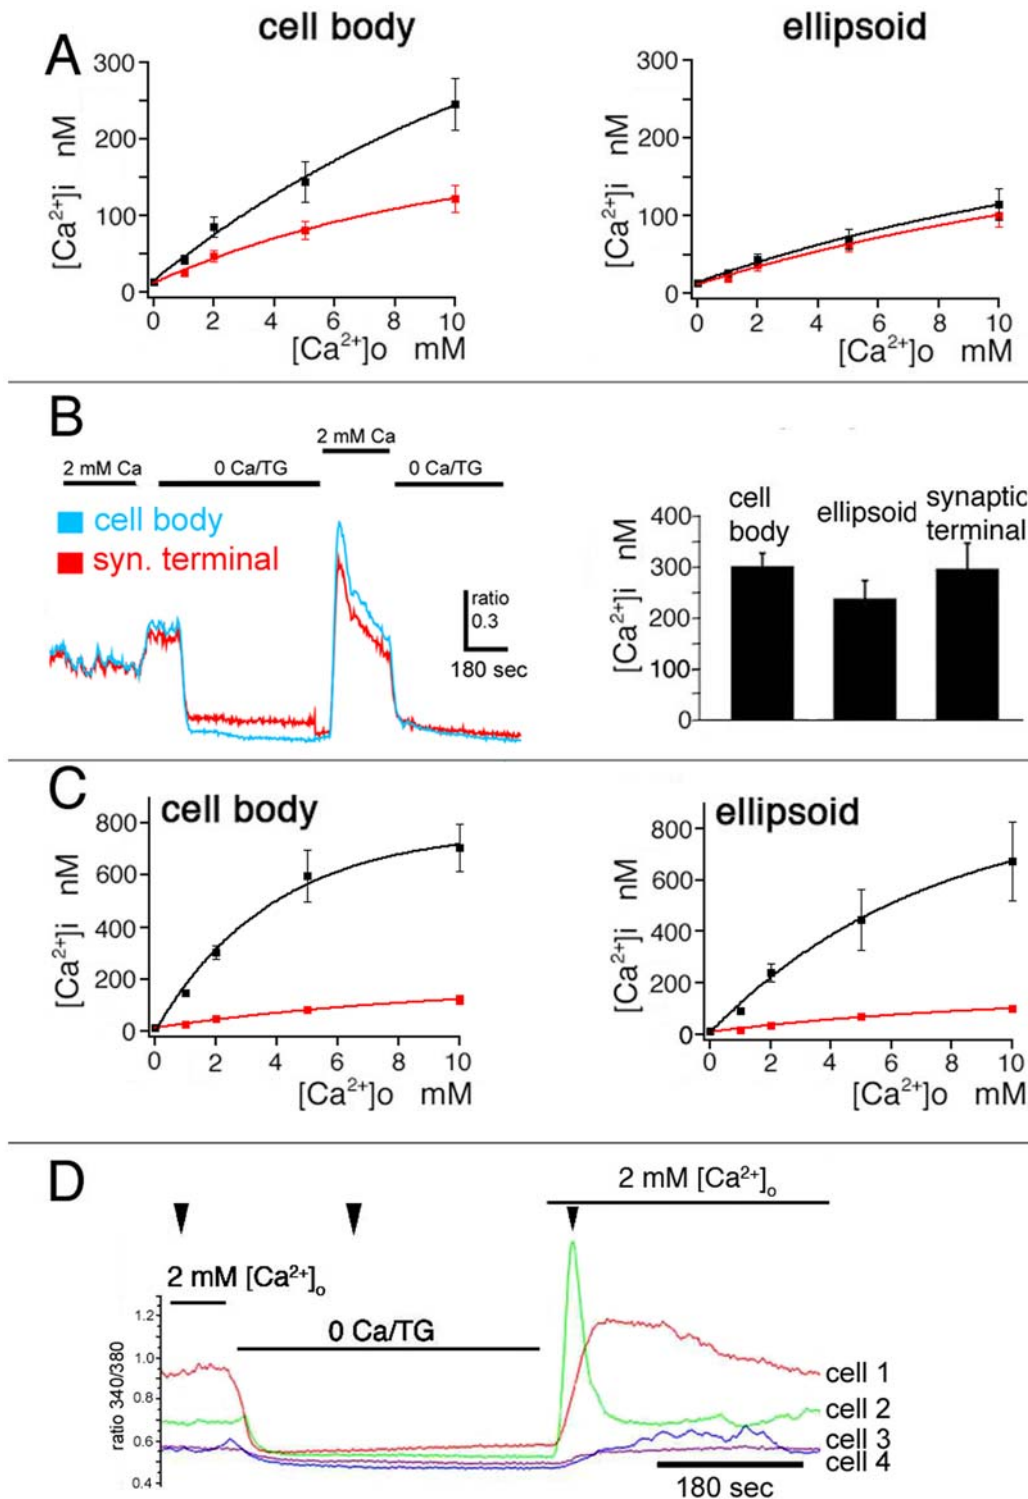 A
cell body
ellipsoid
300
200
100
0
[Ca2+]i nM
0 2 4 6 8 10
[Ca2+]o mM
300
200
100
0
[Ca2+]i nM
0 2 4 6 8 10
[Ca2+]o mM
B
2 mM Ca
0 Ca/TG
2 mM Ca
0 Ca/TG
cell body
syn. terminal
ratio
0.3
180 sec
cell
body
ellipsoid
synaptic
terminal
400
300
200
100
0
[Ca2+]i nM
C
cell body
800
600
400
200
0
[Ca2+]i nM
0 2 4 6 8 10
[Ca2+]o mM
ellipsoid
800
600
400
200
0
[Ca2+]i nM
0 2 4 6 8 10
[Ca2+]o mM
D
2 mM [Ca2+]o
2 mM [Ca2+]o
0 Ca/TG
1.2
1.0
0.8
0.6
0.4
ratio 340/380
cell 1
cell 2
cell 3
cell 4
180 sec